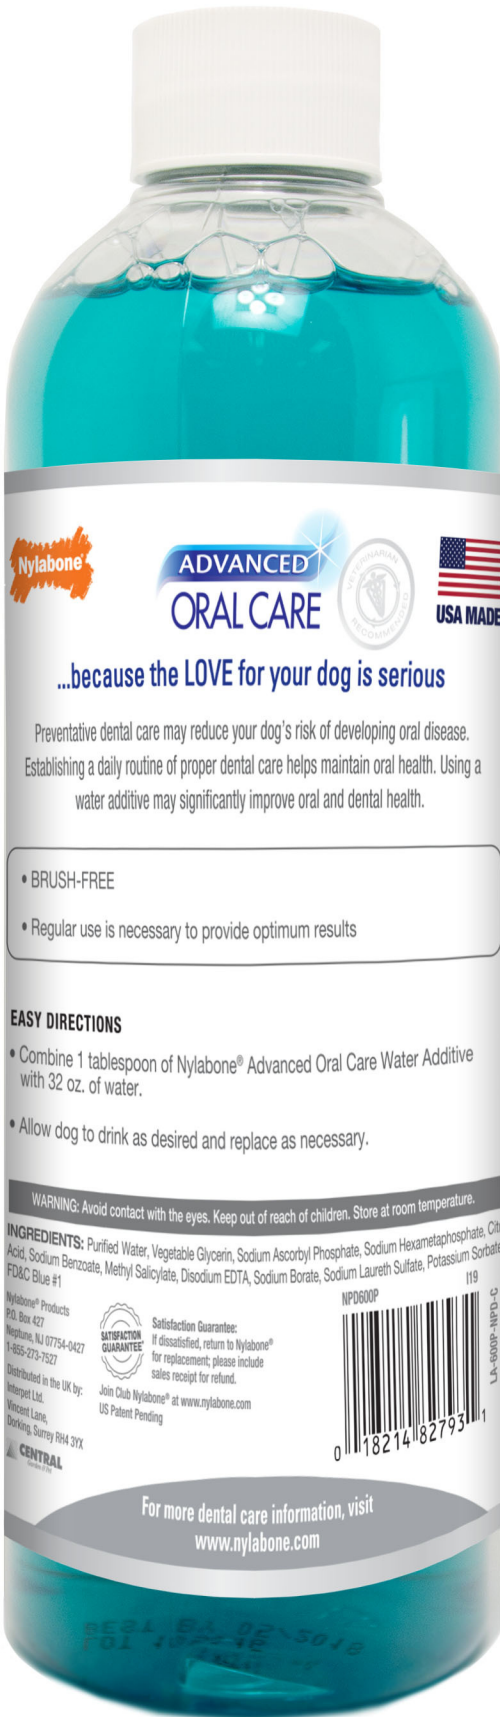 Nylabone®
ADVANCED
ORAL CARE
VETERINARIAN
RECOMMENDED
USA MADE
...because the LOVE for your dog is serious
Preventative dental care may reduce your dog's risk of developing oral disease.
Establishing a daily routine of proper dental care helps maintain oral health. Using a
water additive may significantly improve oral and dental health.
• BRUSH-FREE
• Regular use is necessary to provide optimum results
EASY DIRECTIONS
• Combine 1 tablespoon of Nylabone® Advanced Oral Care Water Additive
with 32 oz. of water.
• Allow dog to drink as desired and replace as necessary.
WARNING: Avoid contact with the eyes. Keep out of reach of children. Store at room temperature.
INGREDIENTS: Purified Water, Vegetable Glycerin, Sodium Ascorbyl Phosphate, Sodium Hexametaphosphate, Cit
Acid, Sodium Benzoate, Methyl Salicylate, Disodium EDTA, Sodium Borate, Sodium Laureth Sulfate, Potassium Sorbate
FD&C Blue #1
Nylabone® Products
P.O. Box 427
Neptune, NJ 07754-0427
1-855-273-7527
Distributed in the UK by:
Interpet Ltd.
Vincent Lane,
Dorking, Surrey RH4 3YX
CENTRAL
SATISFACTION
GUARANTEE
Satisfaction Guarantee:
If dissatisfied, return to Nylabone®
for replacement; please include
sales receipt for refund.
Join Club Nylabone® at www.nylabone.com
US Patent Pending
NPD600P
I19
0 18214 82793 1
LA-600P-NPD-C
For more dental care information, visit
www.nylabone.com
BEST BY 05/2018
LOT